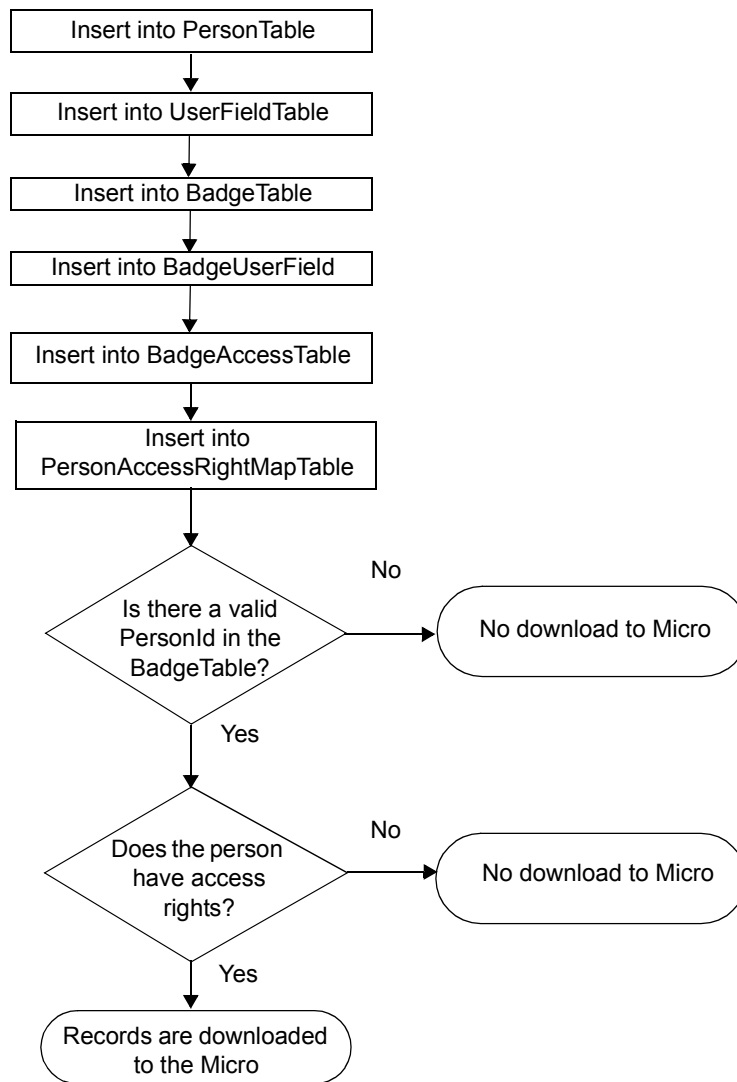 Insert into PersonTable
Insert into UserFieldTable
Insert into BadgeTable
Insert into BadgeUserField
Insert into BadgeAccessTable
Insert into
PersonAccessRightMapTable
No
Is there a valid
PersonId in the
BadgeTable?
No download to Micro
Yes
No
Does the person
have access
rights?
No download to Micro
Yes
Records are downloaded
to the Micro